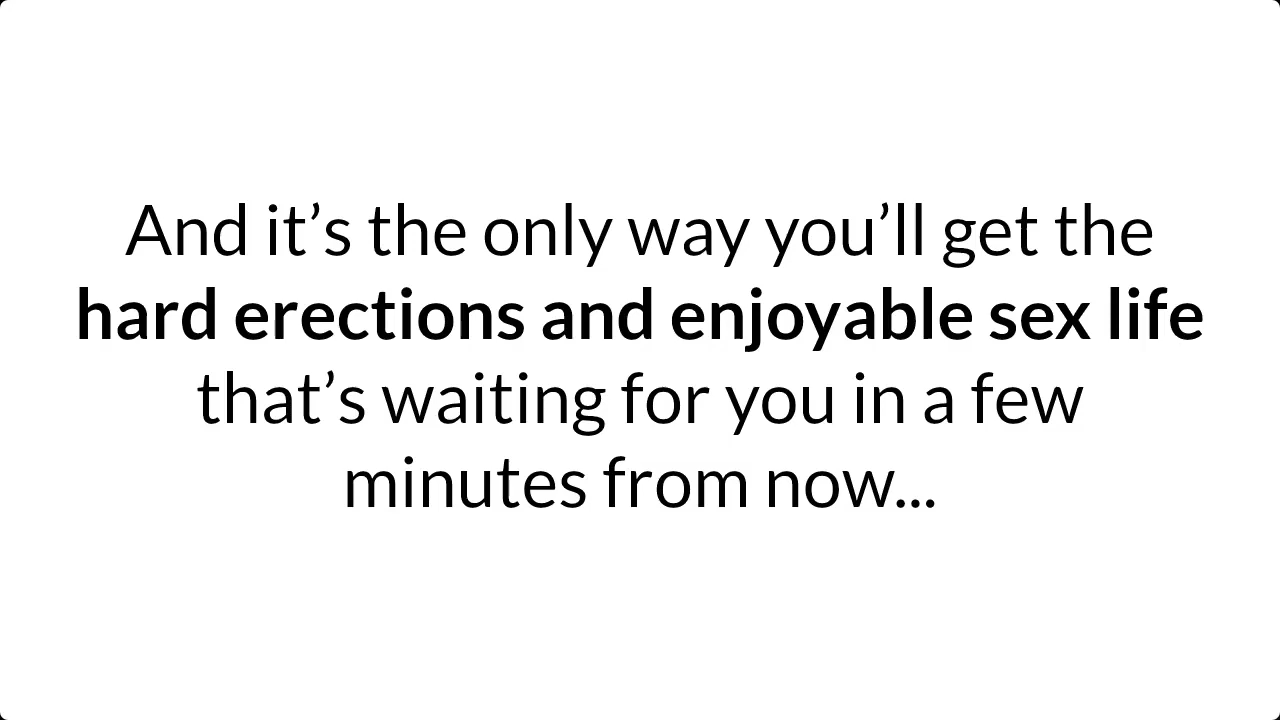 And it’s the only way you’ll get the
hard erections and enjoyable sex life
that’s waiting for you in a few
minutes from now...